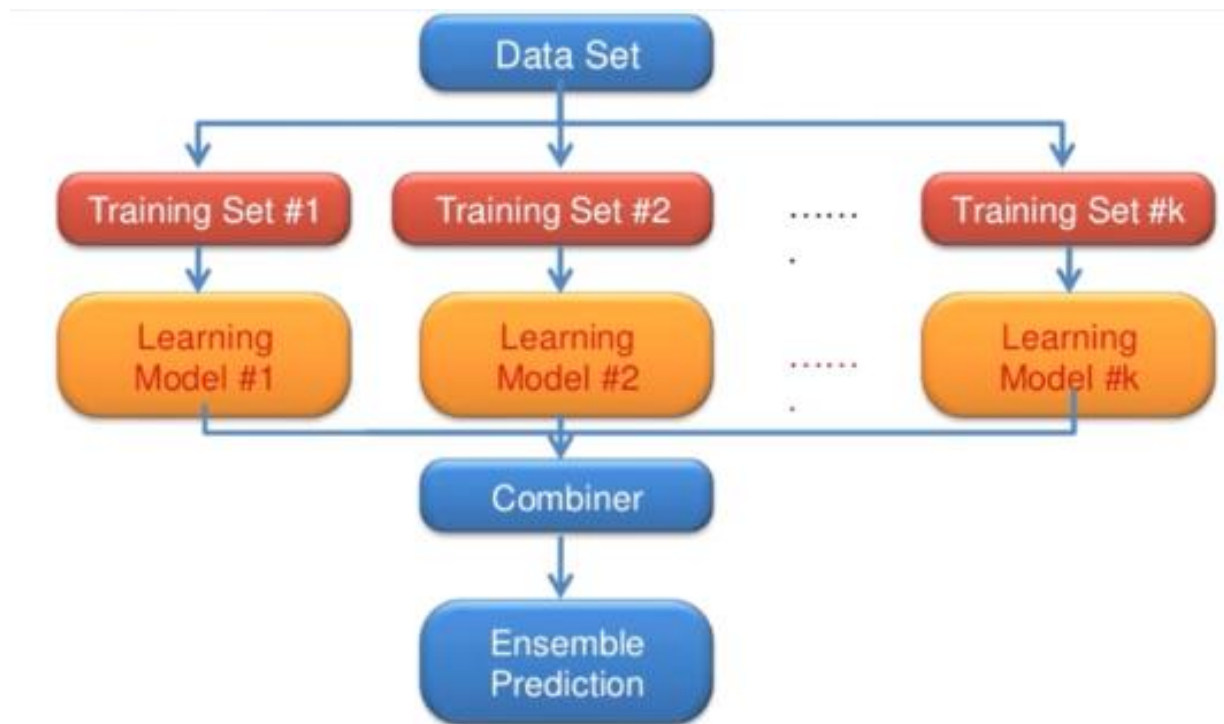 Data Set
Training Set #1
Training Set #2
......
.
Training Set #k
Learning
Model #1
Learning
Model #2
......
.
Learning
Model #k
Combiner
Ensemble
Prediction